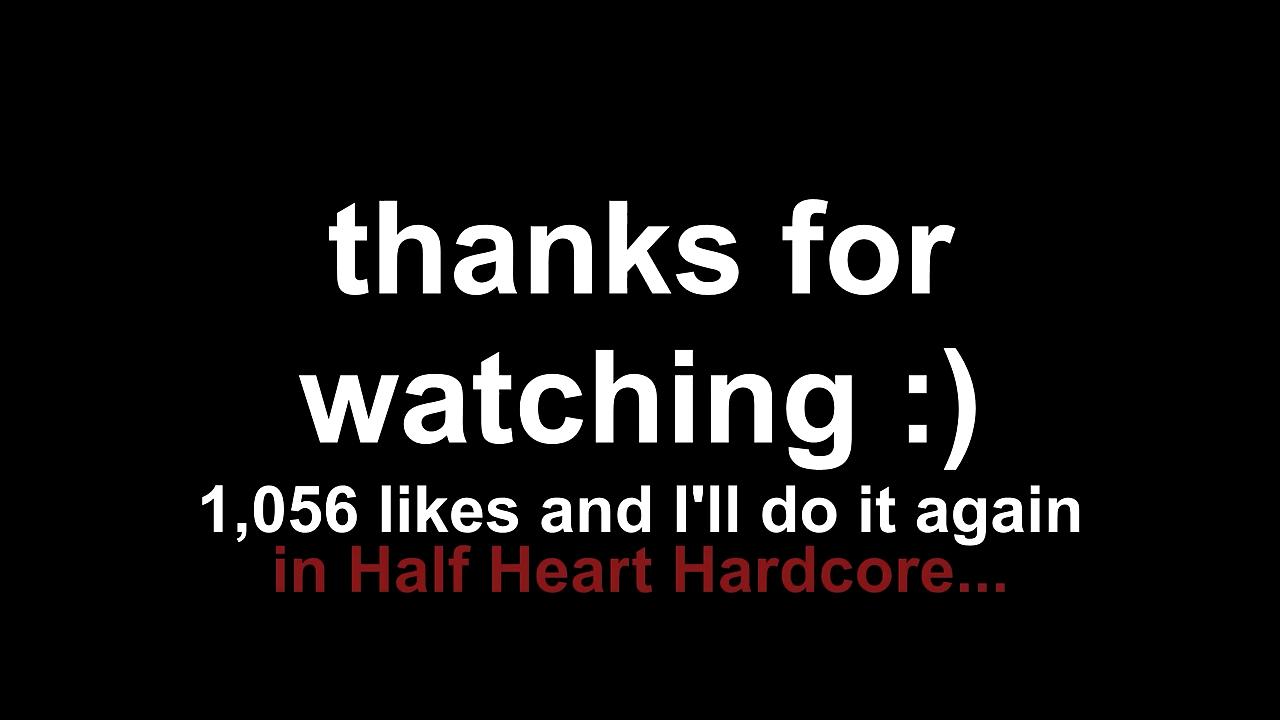 thanks for
watching :)
1,056 likes and I'll do it again
in Half Heart Hardcore...